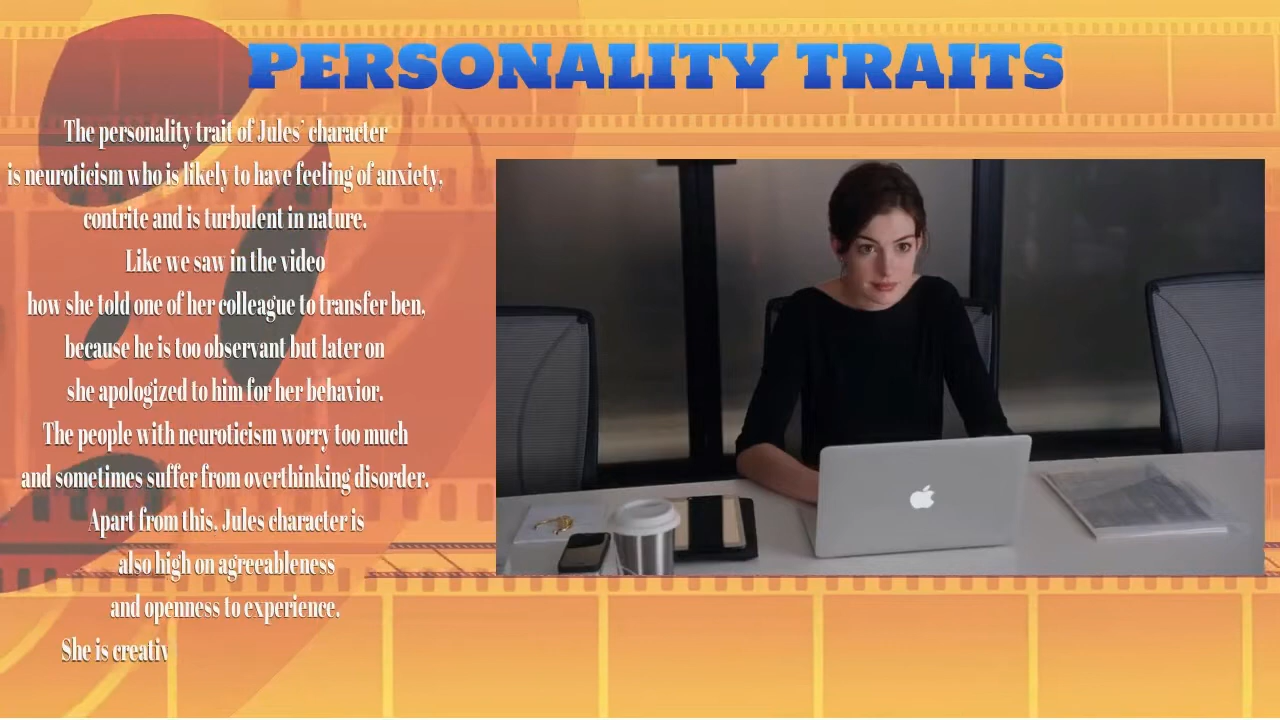 PERSONALITY TRAITS
The personality trait of Jules' character
is neuroticism who is likely to have feeling of anxiety,
contrite and is turbulent in nature.
Like we saw in the video
how she told one of her colleague to transfer ben,
because he is too observant but later on
she apologized to him for her behavior.
The people with neuroticism worry too much
and sometimes suffer from overthinking disorder.
Apart from this. Jules character is
also high on agreeableness
and openness to experience.
She is creativ